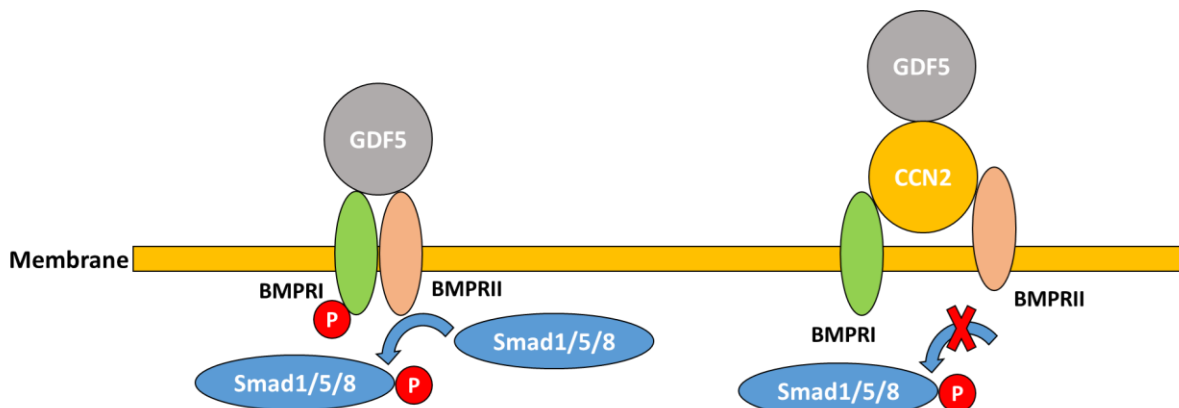 GDF5
GDF5
CCN2
Membrane
BMPRI
BMPRII
P
Smad1/5/8
Smad1/5/8
P
BMPRII
BMPRI
Smad1/5/8
P